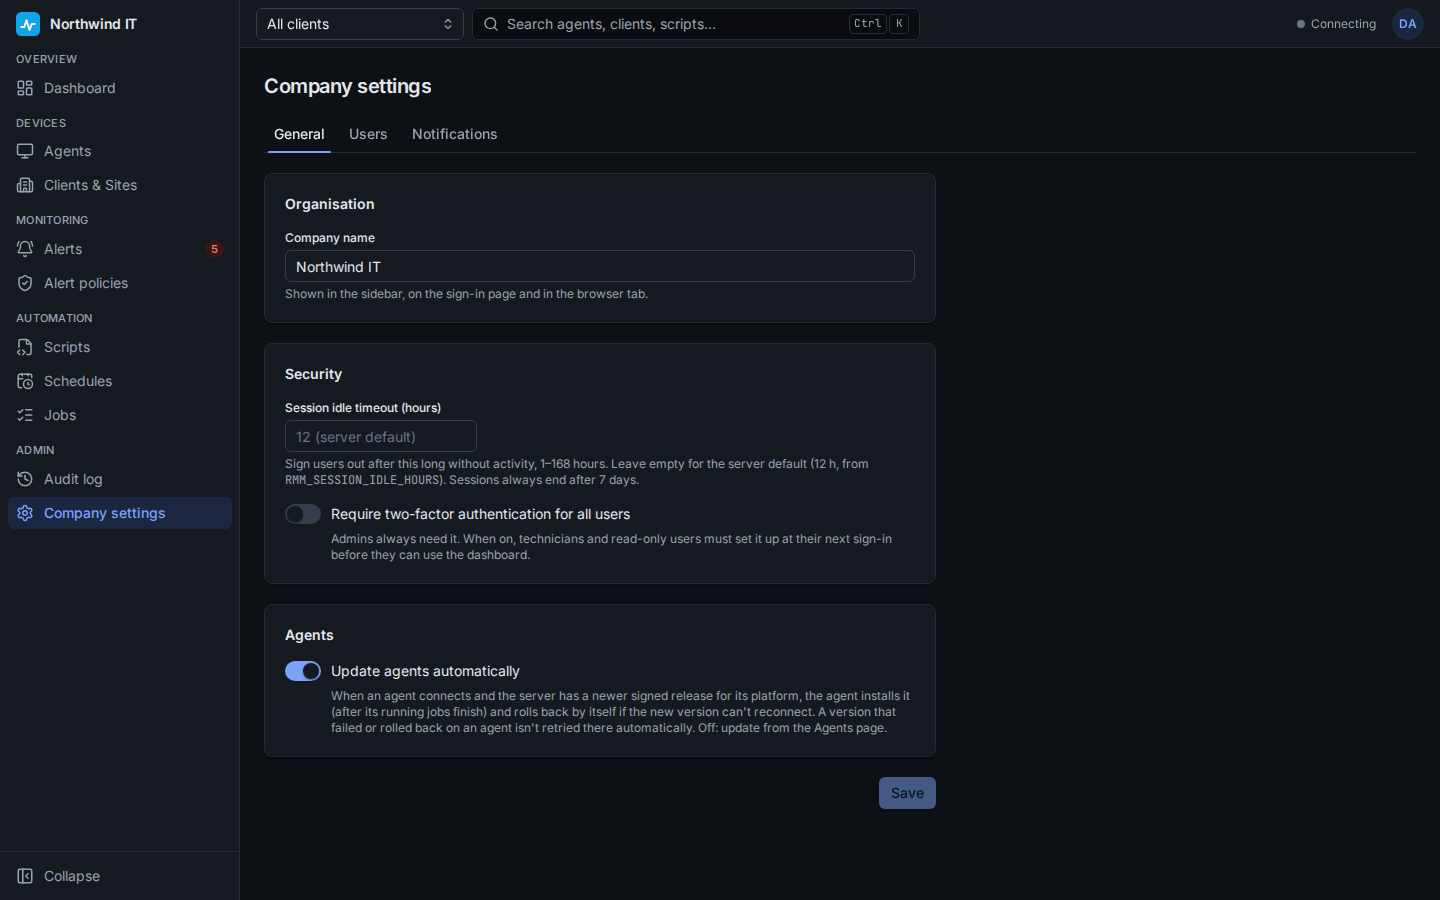 Northwind IT
All clients
Search agents, clients, scripts...
Ctrl K
Connecting
DA
OVERVIEW
Dashboard
DEVICES
Agents
Clients & Sites
MONITORING
Alerts
5
Alert policies
AUTOMATION
Scripts
Schedules
Jobs
ADMIN
Audit log
Company settings
Collapse
Company settings
General
Users
Notifications
Organisation
Company name
Northwind IT
Shown in the sidebar, on the sign-in page and in the browser tab.
Security
Session idle timeout (hours)
12 (server default)
Sign users out after this long without activity, 1–168 hours. Leave empty for the server default (12 h, from
RMM_SESSION_IDLE_HOURS). Sessions always end after 7 days.
Require two-factor authentication for all users
Admins always need it. When on, technicians and read-only users must set it up at their next sign-in
before they can use the dashboard.
Agents
Update agents automatically
When an agent connects and the server has a newer signed release for its platform, the agent installs it
(after its running jobs finish) and rolls back by itself if the new version can't reconnect. A version that
failed or rolled back on an agent isn't retried there automatically. Off: update from the Agents page.
Save